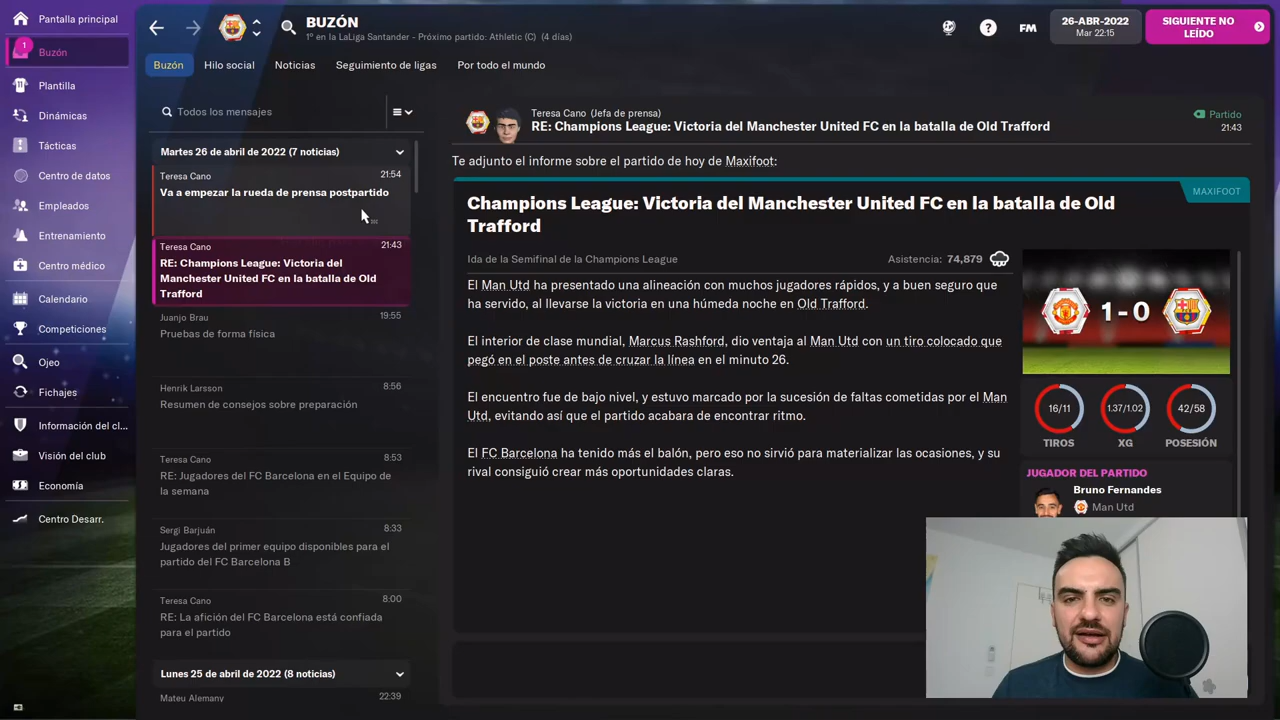 Pantalla principal
1
Buzón
Plantilla
Dinámicas
Tácticas
Centro de datos
Empleados
Entrenamiento
Centro médico
Calendario
Competiciones
Ojeo
Fichajes
Información del cl...
Visión del club
Economía
Centro Desarr.
BUZÓN
1º en la LaLiga Santander - Próximo partido: Athletic (C) (4 días)
FM
26-ABR-2022
Mar 22:15
SIGUIENTE NO LEÍDO
Buzón
Hilo social
Noticias
Seguimiento de ligas
Por todo el mundo
Todos los mensajes
Martes 26 de abril de 2022 (7 noticias)
Teresa Cano 21:54
Va a empezar la rueda de prensa postpartido
Teresa Cano 21:43
RE: Champions League: Victoria del
Manchester United FC en la batalla de Old
Trafford
Juanjo Brau 19:55
Pruebas de forma física
Henrik Larsson 8:56
Resumen de consejos sobre preparación
Teresa Cano 8:53
RE: Jugadores del FC Barcelona en el Equipo de
la semana
Sergi Barjuán 8:33
Jugadores del primer equipo disponibles para el
partido del FC Barcelona B
Teresa Cano 8:00
RE: La afición del FC Barcelona está confiada
para el partido
Lunes 25 de abril de 2022 (8 noticias)
Mateu Alemany 22:39
Teresa Cano (Jefa de prensa)
RE: Champions League: Victoria del Manchester United FC en la batalla de Old Trafford
Partido
21:43
Te adjunto el informe sobre el partido de hoy de Maxifoot:
MAXIFOOT
Champions League: Victoria del Manchester United FC en la batalla de Old
Trafford
Ida de la Semifinal de la Champions League
Asistencia: 74,879
El Man Utd ha presentado una alineación con muchos jugadores rápidos, y a buen seguro que
ha servido, al llevarse la victoria en una húmeda noche en Old Trafford.
El interior de clase mundial, Marcus Rashford, dio ventaja al Man Utd con un tiro colocado que
pegó en el poste antes de cruzar la línea en el minuto 26.
El encuentro fue de bajo nivel, y estuvo marcado por la sucesión de faltas cometidas por el Man
Utd, evitando así que el partido acabara de encontrar ritmo.
El FC Barcelona ha tenido más el balón, pero eso no sirvió para materializar las ocasiones, y su
rival consiguió crear más oportunidades claras.
1-0
16/11
1.37/1.02
42/58
TIROS
XG
POSESIÓN
JUGADOR DEL PARTIDO
Bruno Fernandes
Man Utd